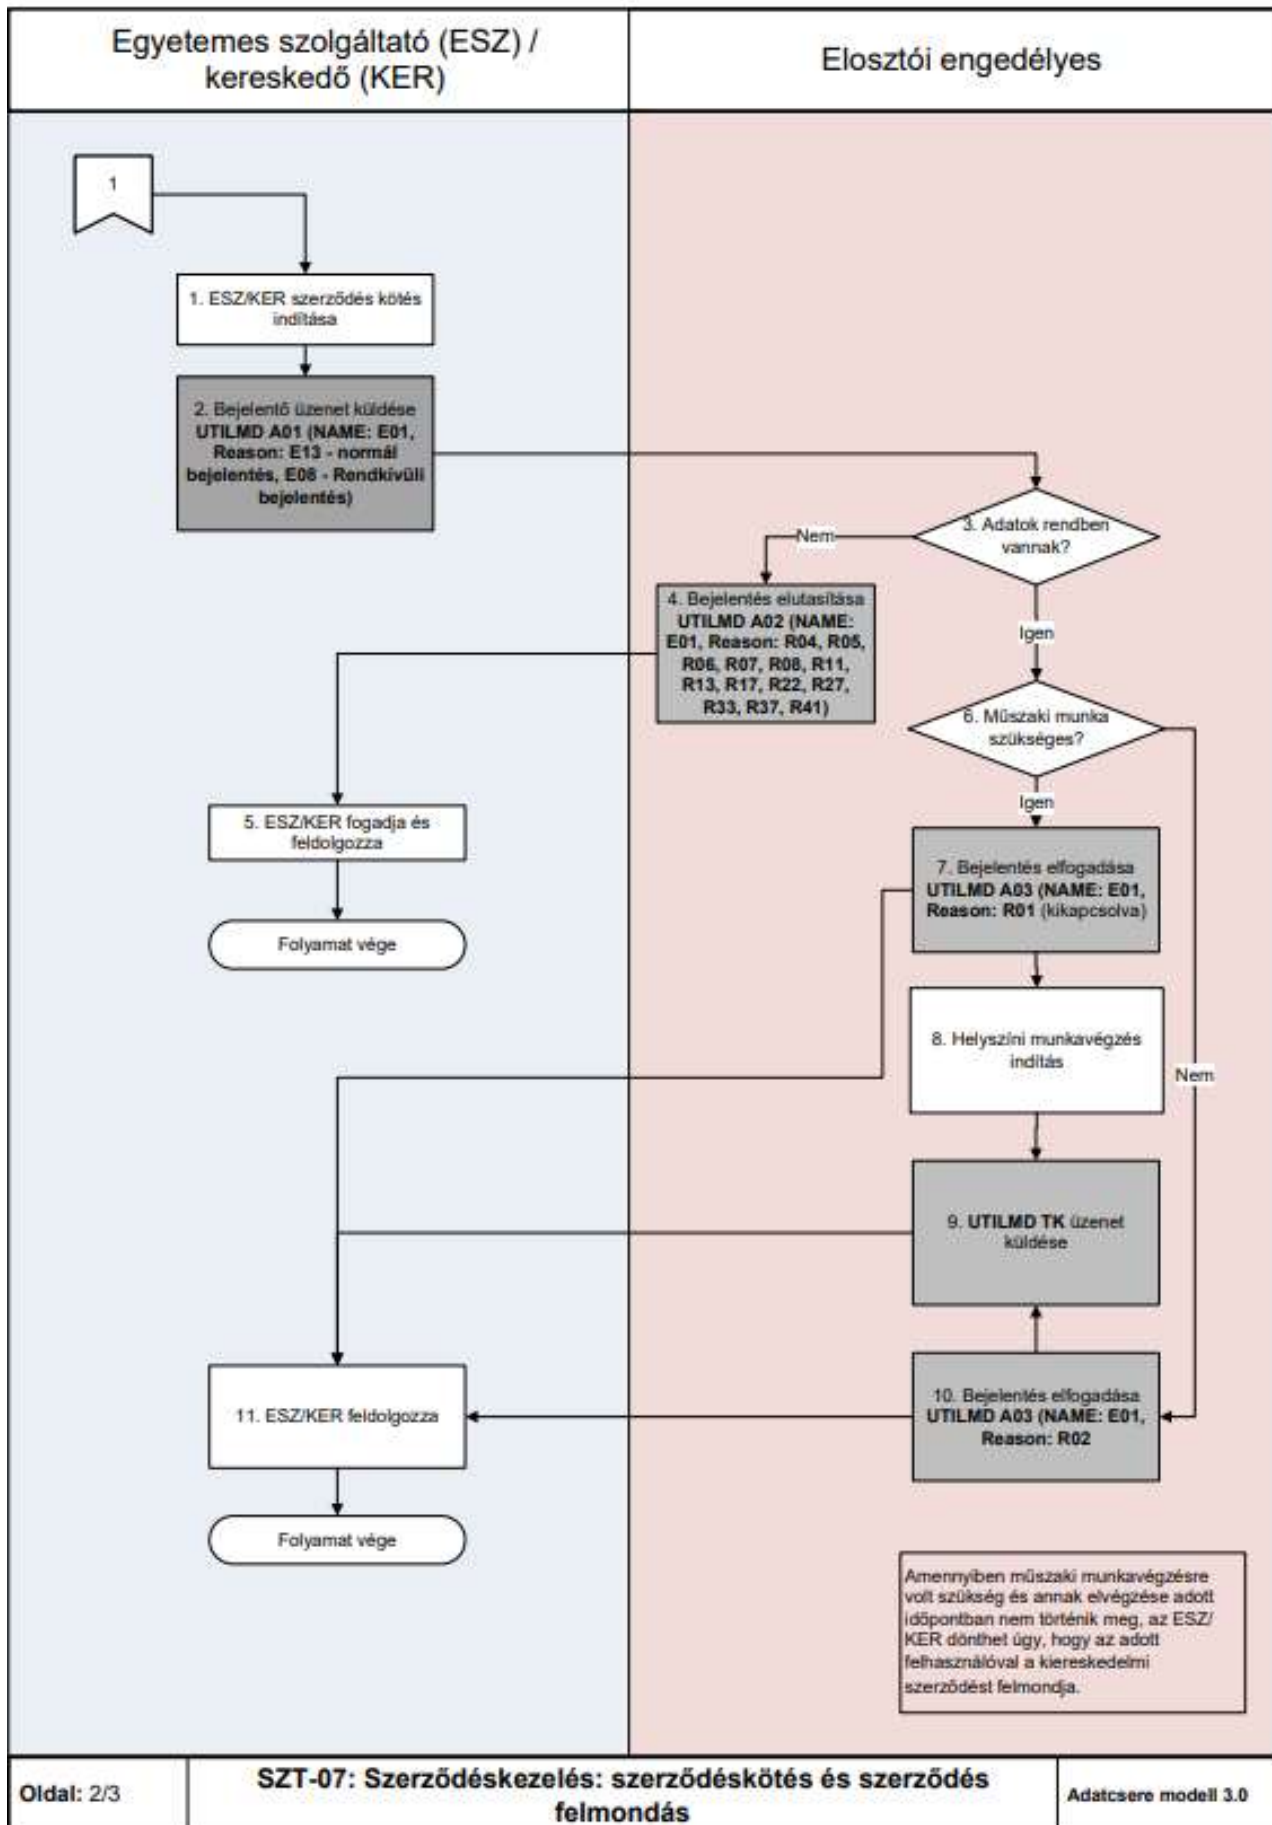 Egyetemes szolgáltató (ESZ) /
kereskedő (KER)
Elosztói engedélyes
1
1. ESZ/KER szerződés kötés
indítása
2. Bejelentő üzenet küldése
UTILMD A01 (NAME: E01,
Reason: E13 - normál
bejelentés, E08 - Rendkívüli
bejelentés)
3. Adatok rendben
vannak?
Nem
4. Bejelentés elutasítása
UTILMD A02 (NAME:
E01, Reason: R04, R05,
R06, R07, R08, R11,
R13, R17, R22, R27,
R33, R37, R41)
Igen
6. Műszaki munka
szükséges?
Igen
5. ESZ/KER fogadja és
feldolgozza
7. Bejelentés elfogadása
UTILMD A03 (NAME: E01,
Reason: R01 (kikapcsolva)
Folyamat vége
8. Helyszíni munkavégzés
indítás
Nem
9. UTILMD TK üzenet
küldése
11. ESZ/KER feldolgozza
10. Bejelentés elfogadása
UTILMD A03 (NAME: E01,
Reason: R02
Folyamat vége
Amennyiben műszaki munkavégzésre
volt szükség és annak elvégzése adott
időpontban nem történik meg, az ESZ/
KER dönthet úgy, hogy az adott
felhasználóval a kiereskedelmi
szerződést felmondja.
Oldal: 2/3
SZT-07: Szerződéskezelés: szerződéskötés és szerződés
felmondás
Adatcsere modell 3.0